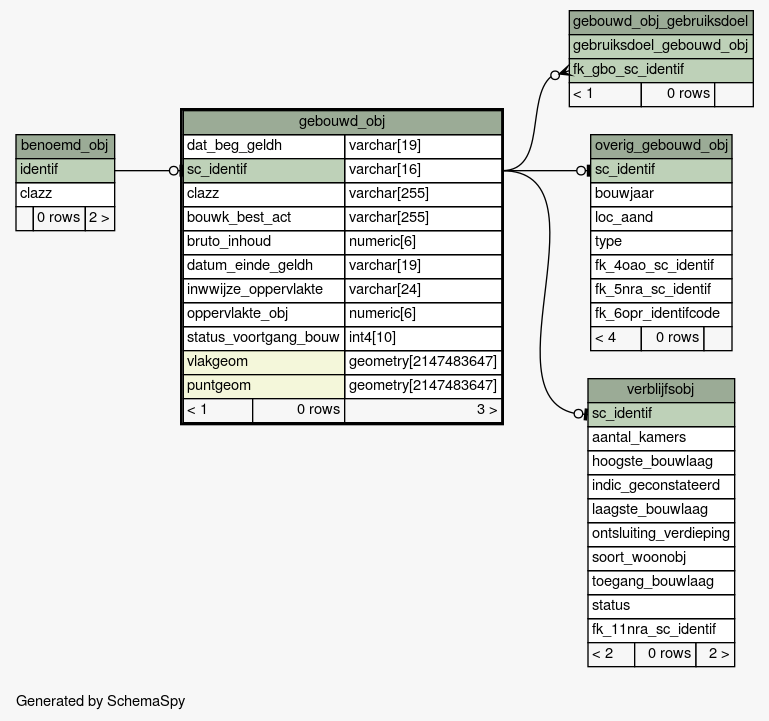 benoemd_obj
identif
clazz
0 rows 2 >
gebouwd_obj
dat_beg_geldh varchar[19]
sc_identif varchar[16]
clazz varchar[255]
bouwk_best_act varchar[255]
bruto_inhoud numeric[6]
datum_einde_geldh varchar[19]
inwwijze_oppervlakte varchar[24]
oppervlakte_obj numeric[6]
status_voortgang_bouw int4[10]
vlakgeom geometry[2147483647]
puntgeom geometry[2147483647]
< 1 0 rows 3 >
gebouwd_obj_gebruiksdoel
gebruiksdoel_gebouwd_obj
fk_gbo_sc_identif
< 1 0 rows
overig_gebouwd_obj
sc_identif
bouwjaar
loc_aand
type
fk_4oao_sc_identif
fk_5nra_sc_identif
fk_6opr_identifcode
< 4 0 rows
verblijfsobj
sc_identif
aantal_kamers
hoogste_bouwlaag
indic_geconstateerd
laagste_bouwlaag
ontsluiting_verdieping
soort_woonobj
toegang_bouwlaag
status
fk_11nra_sc_identif
< 2 0 rows 2 >
Generated by SchemaSpy